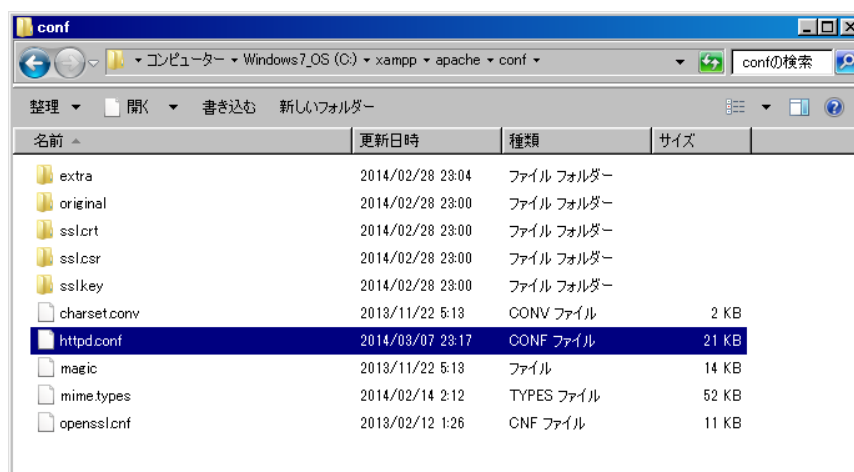 conf
コンピューター Windows7_OS (C:) xampp apache conf confの検索
整理 開く 書き込む 新しいフォルダー
名前 更新日時 種類 サイズ
extra 2014/02/28 23:04 ファイル フォルダー
original 2014/02/28 23:00 ファイル フォルダー
ssl.crt 2014/02/28 23:00 ファイル フォルダー
ssl.csr 2014/02/28 23:00 ファイル フォルダー
ssl.key 2014/02/28 23:00 ファイル フォルダー
charset.conv 2013/11/22 5:13 CONV ファイル 2 KB
httpd.conf 2014/03/07 23:17 CONF ファイル 21 KB
magic 2013/11/22 5:13 ファイル 14 KB
mime.types 2014/02/14 2:12 TYPES ファイル 52 KB
openssl.cnf 2013/02/12 1:26 CNF ファイル 11 KB